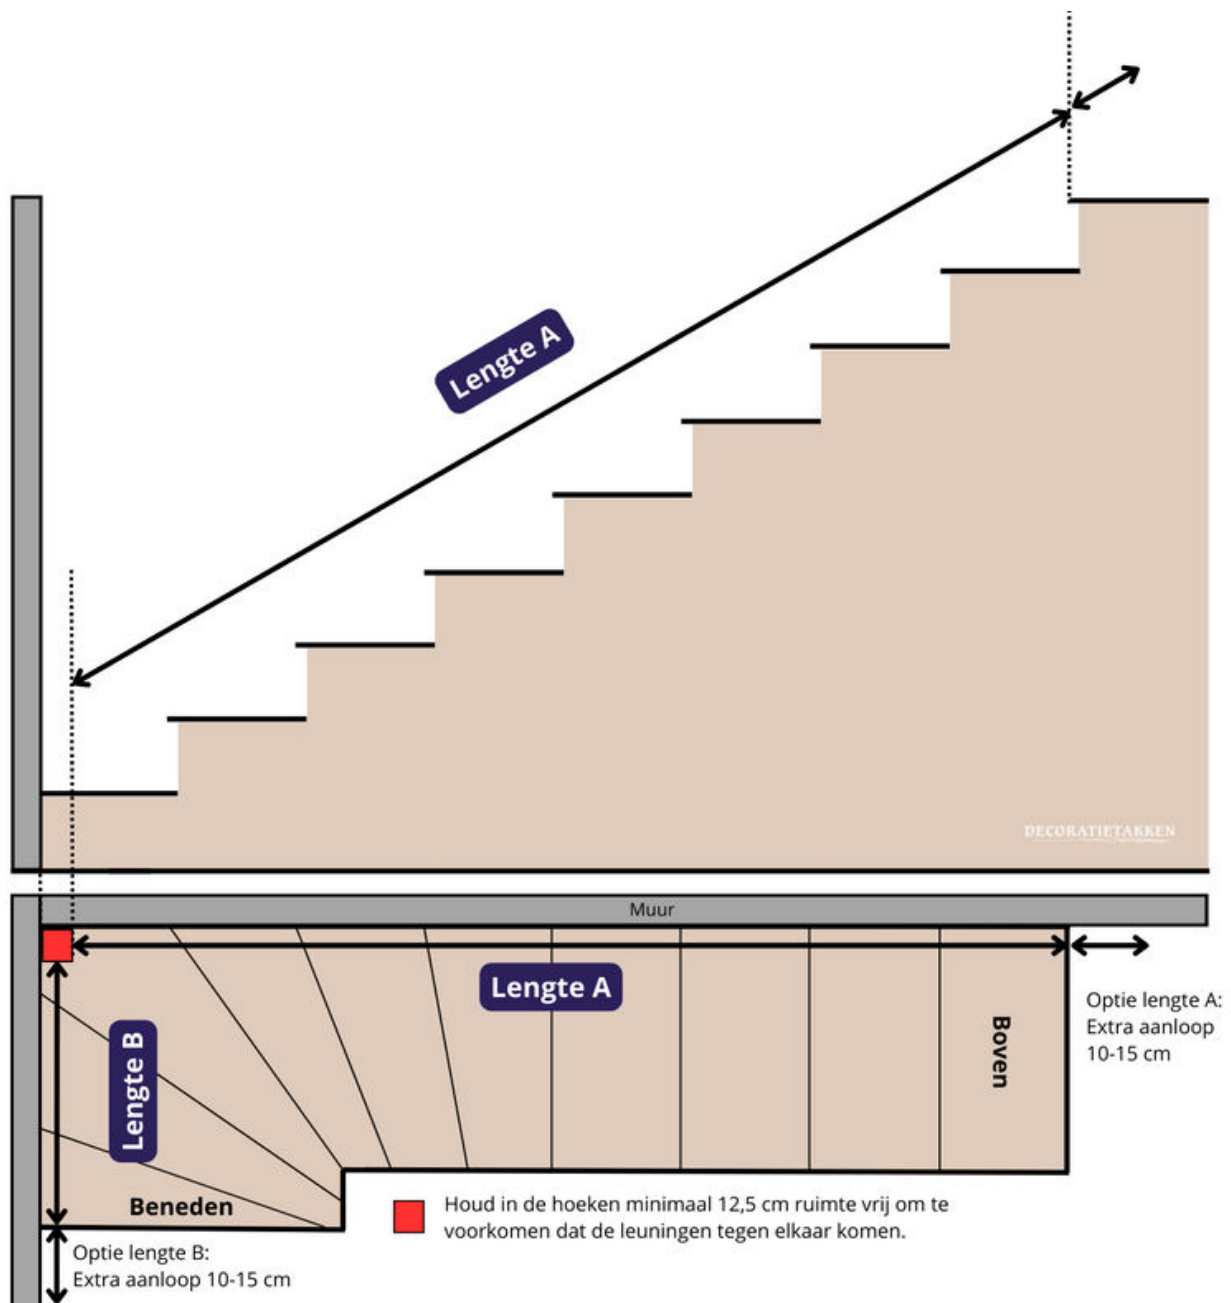 Lengte A
DECORATIETAKKEN
Muur
Lengte A
Optie lengte A:
Extra aanloop
10-15 cm
Boven
Lengte B
Beneden
Houd in de hoeken minimaal 12,5 cm ruimte vrij om te
voorkomen dat de leuningen tegen elkaar komen.
Optie lengte B:
Extra aanloop 10-15 cm